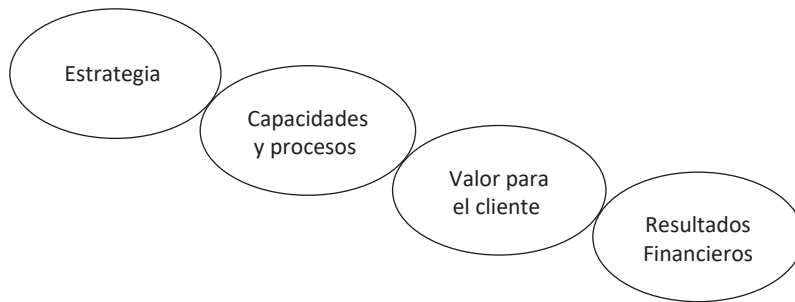 Estrategia
Capacidades
y procesos
Valor para
el cliente
Resultados
Financieros